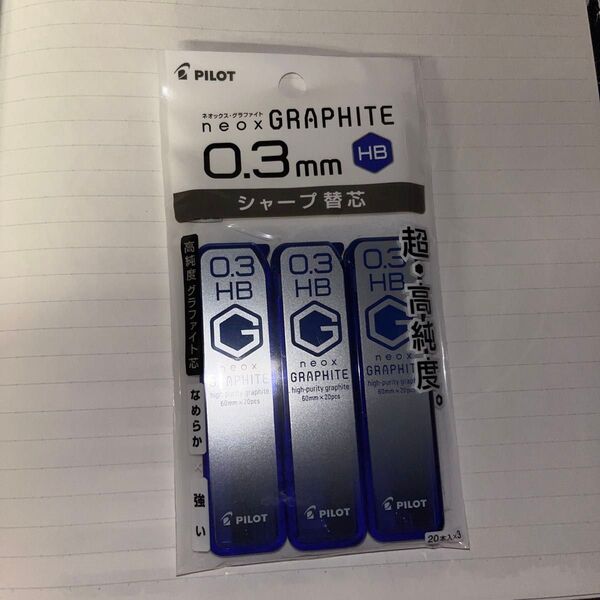 PILOT
ネオックス・グラファイト
neox GRAPHITE
0.3mm HB
シャープ替芯
超・高純度。
高純度グラファイト芯
なめらか × 強い
0.3
HB
G
neox
GRAPHITE
high-purity graphite
60mm×20pcs
PILOT
0.3
HB
G
neox
GRAPHITE
high-purity graphite
60mm×20pcs
PILOT
0.3
HB
neox
GRAPHITE
high-purity graphite
60mm×20pcs
PILOT
20本入×3